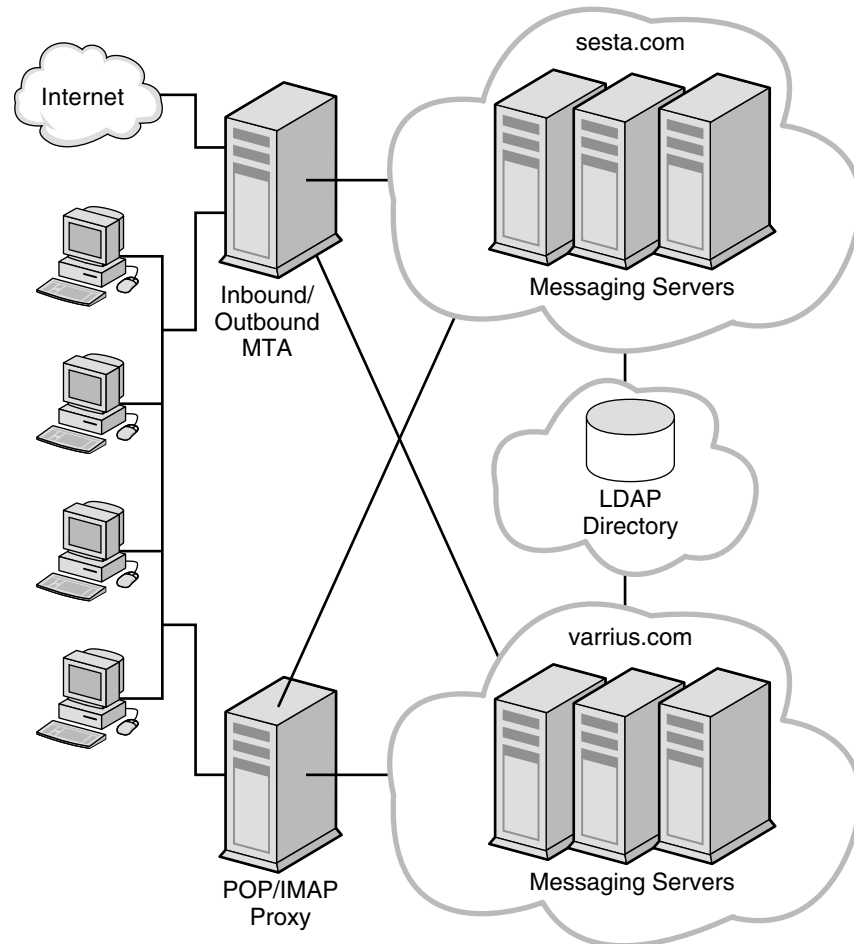 sesta.com
Internet
Messaging Servers
Inbound/
Outbound
MTA
LDAP
Directory
varrius.com
POP/IMAP
Proxy
Messaging Servers